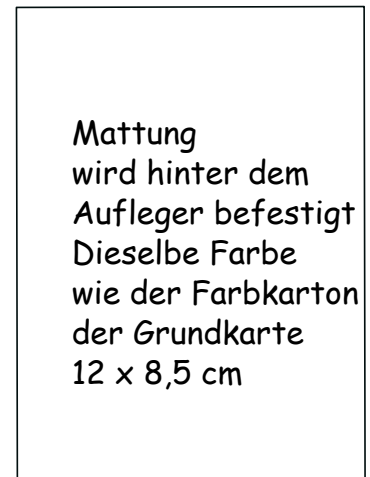 Mattung
wird hinter dem
Aufleger befestigt
Dieselbe Farbe
wie der Farbkarton
der Grundkarte
12 x 8,5 cm